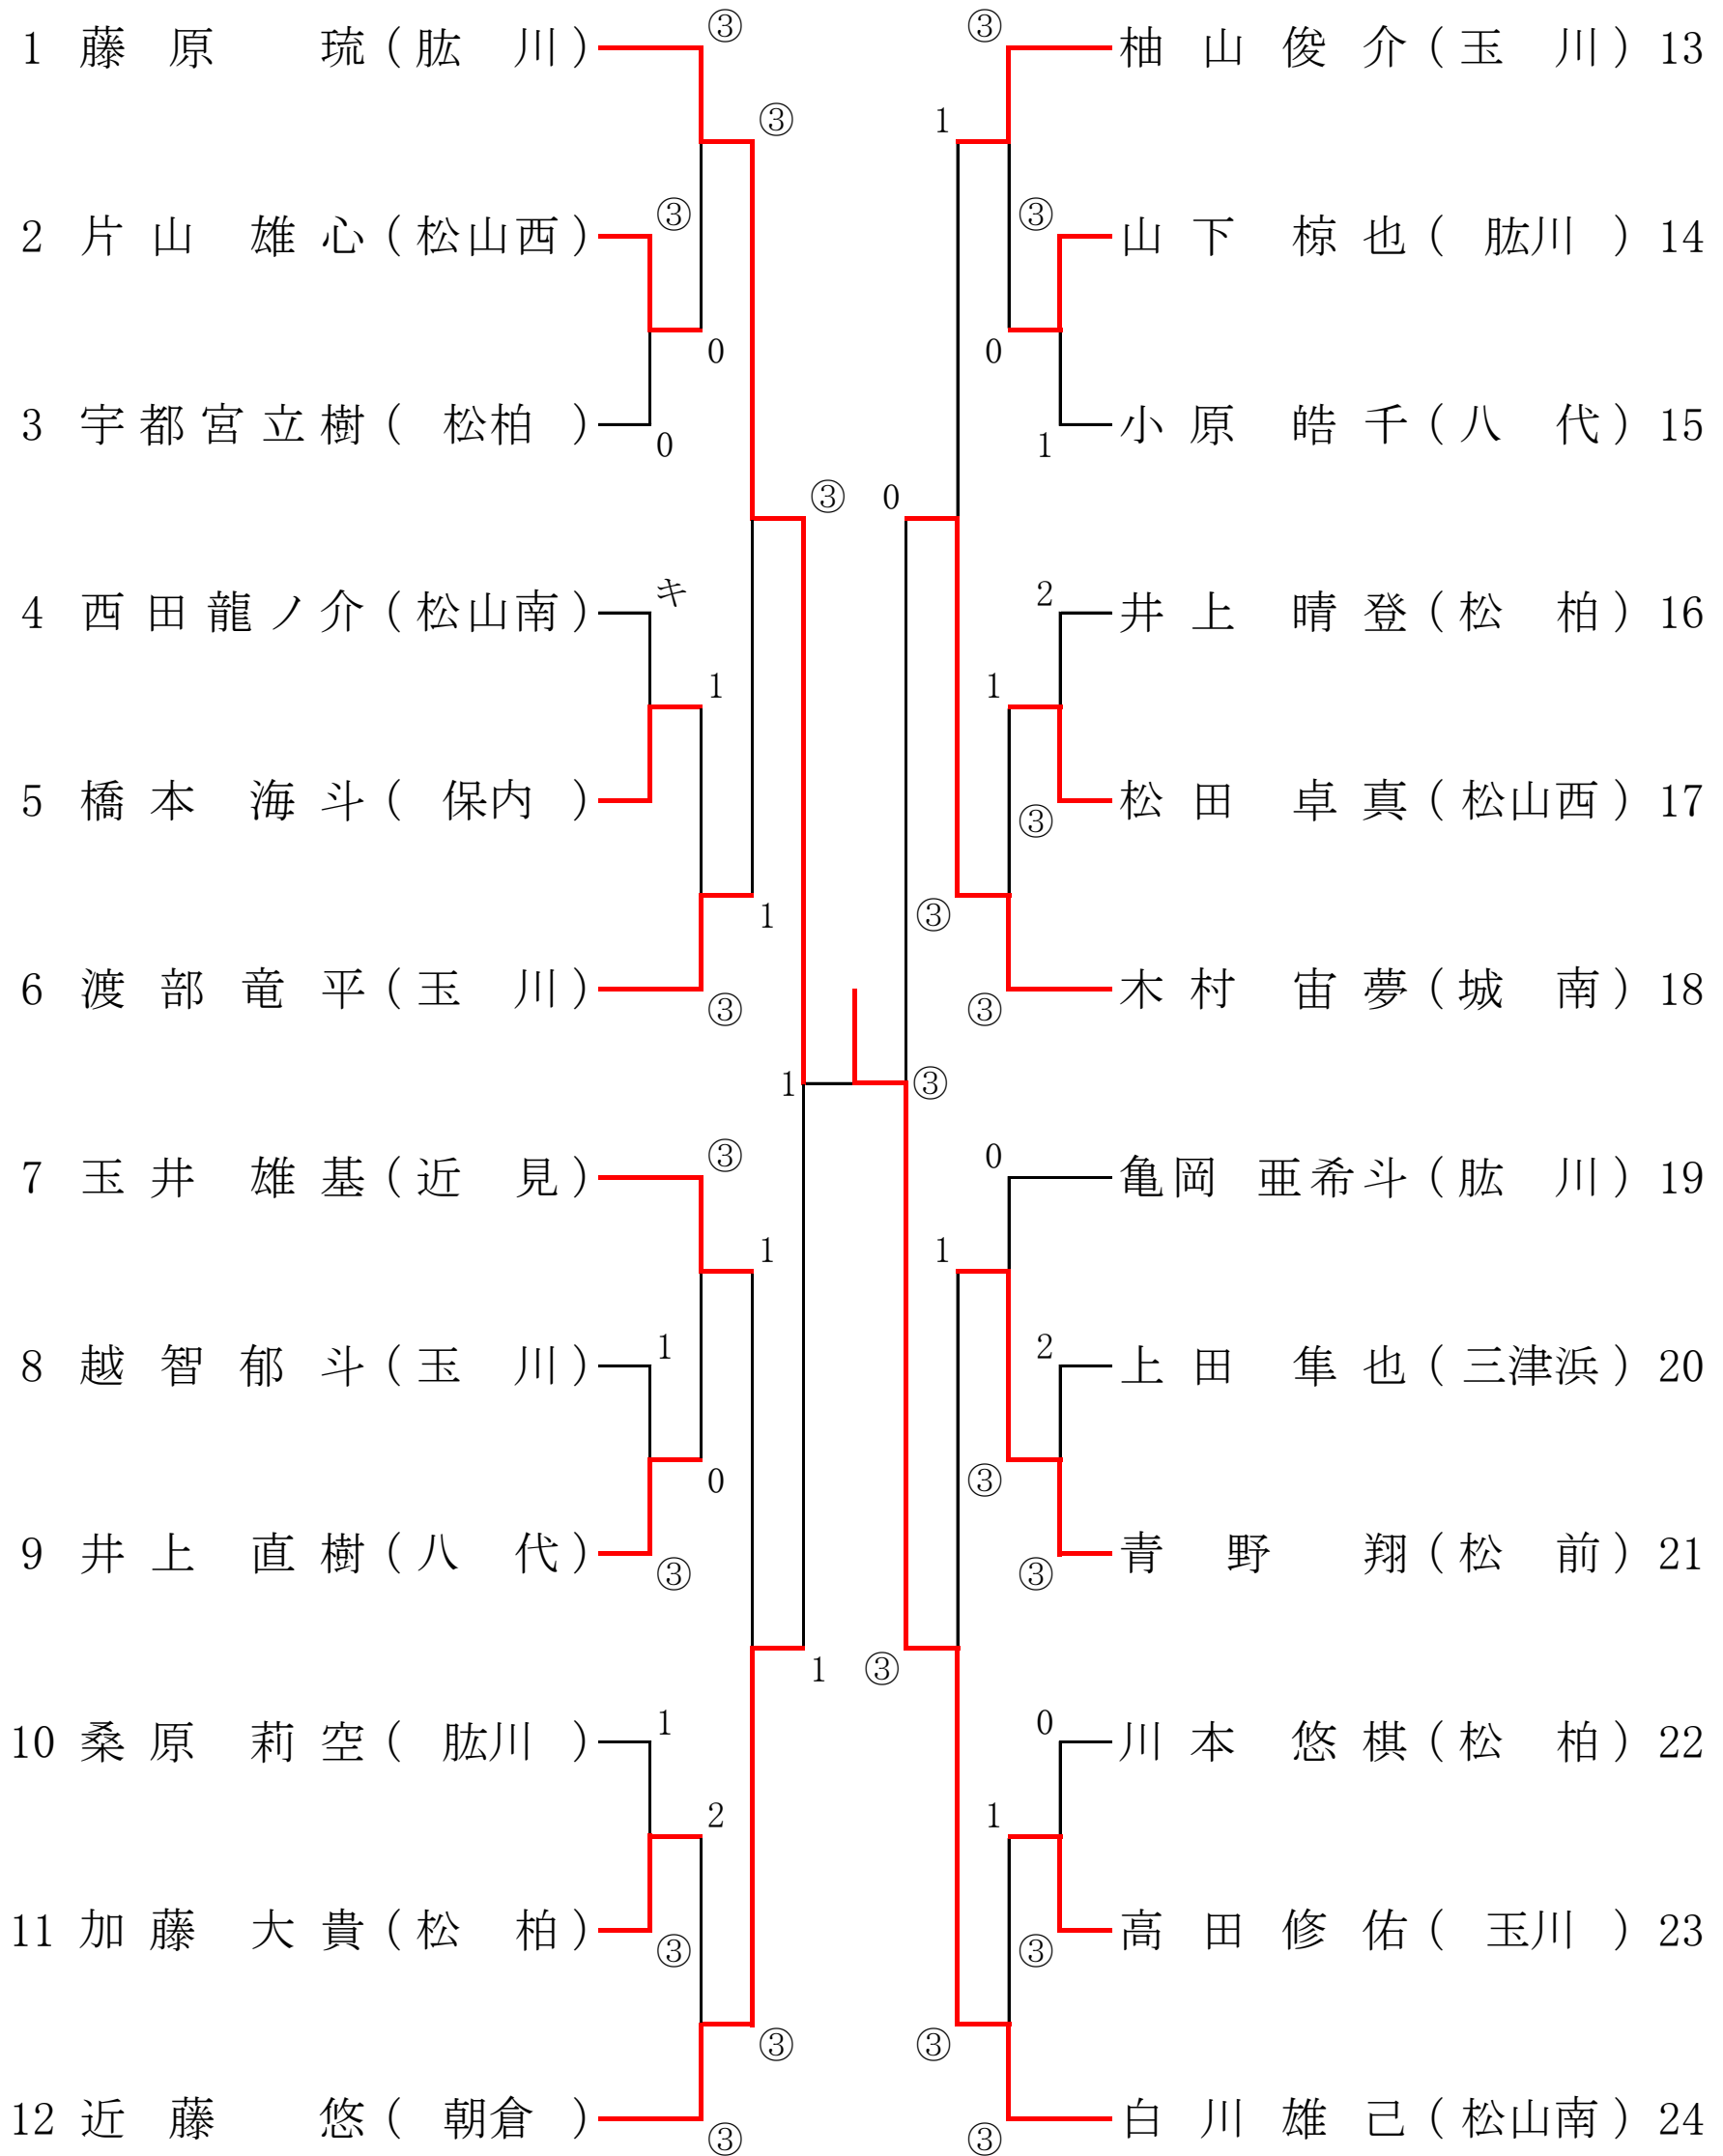 1 藤原 琉(肱川) ③ ③ 柚山俊介(玉川) 13
③ 1
2 片山 雄心(松山西) ③ ③ 山下 椋也(肱川) 14
0 0
3 宇都宮立樹(松柏) 0 1 小原 皓千(八代) 15
③ 0
4 西田龍ノ介(松山南) キ 2 井上 晴登(松柏) 16
1 1
5 橋本 海斗(保内) ③ 松田 卓真(松山西) 17
1 ③
6 渡部竜平(玉川) ③ ③ 木村 宙夢(城南) 18
1 ③
7 玉井 雄基(近見) ③ 0 亀岡 亜希斗(肱川) 19
1 1
8 越智郁斗(玉川) 1 2 上田 隼也(三津浜) 20
0 ③
9 井上 直樹(八代) ③ ③ 青野 翔(松前) 21
1 ③
10 桑原 莉空(肱川) 1 0 川本 悠棋(松柏) 22
2 1
11 加藤 大貴(松柏) ③ ③ 高田修佑(玉川) 23
③ ③
12 近藤 悠(朝倉) ③ ③ 白川雄己(松山南) 24